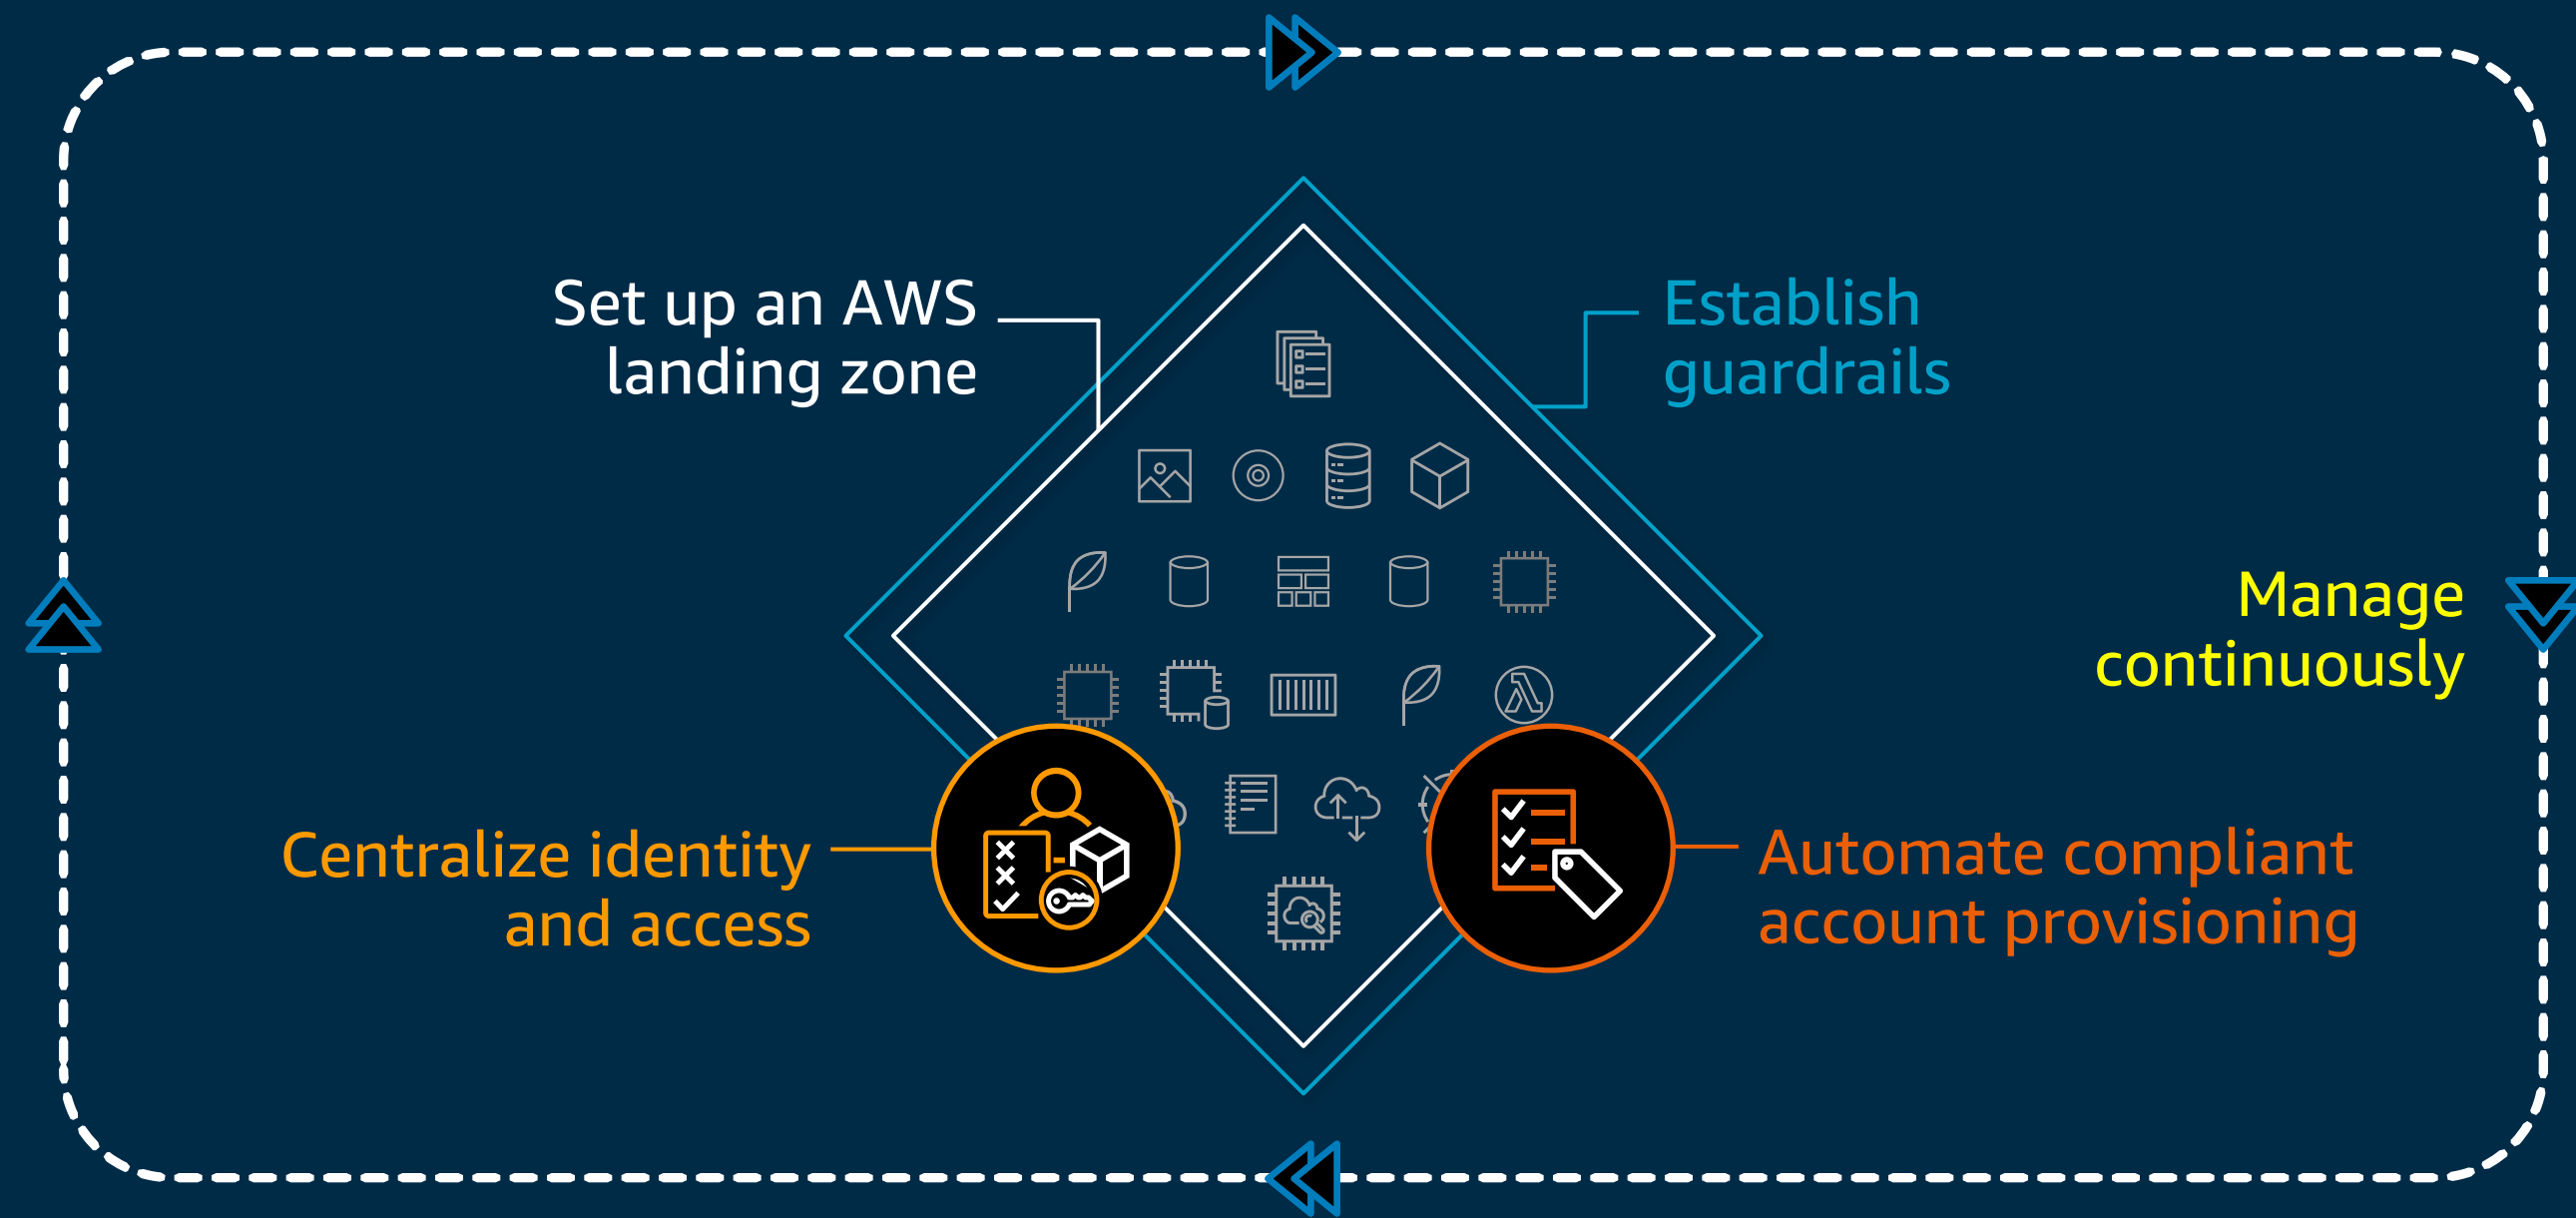 Set up an AWS
landing zone
Establish
guardrails
Manage
continuously
Centralize identity
and access
Automate compliant
account provisioning